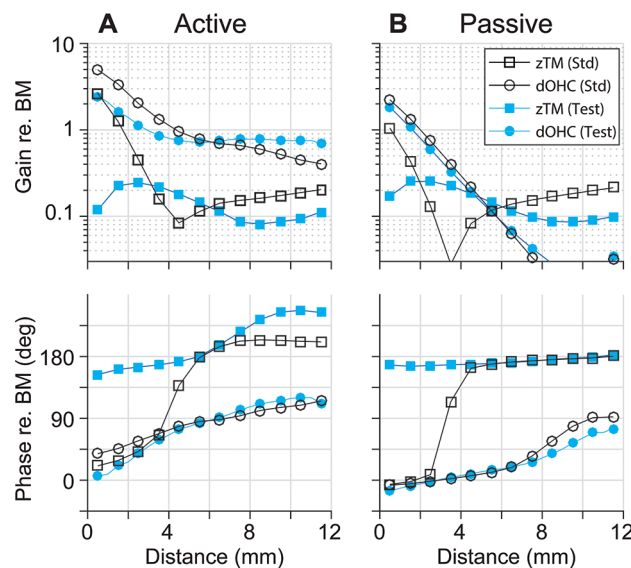 A Active
B Passive
Gain re. BM
10
1
0.1
zTM (Std)
dOHC (Std)
zTM (Test)
dOHC (Test)
Phase re. BM (deg)
180
90
0
0 4 8 12
Distance (mm)
0 4 8 12
Distance (mm)